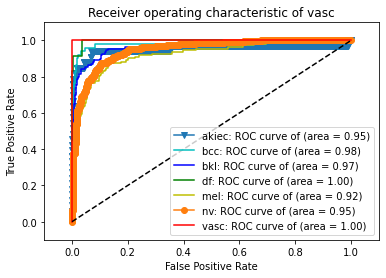 Receiver operating characteristic of vasc
True Positive Rate
1.0
0.8
0.6
0.4
0.2
0.0
akiec: ROC curve of (area = 0.95)
bcc: ROC curve of (area = 0.98)
bkl: ROC curve of (area = 0.97)
df: ROC curve of (area = 1.00)
mel: ROC curve of (area = 0.92)
nv: ROC curve of (area = 0.95)
vasc: ROC curve of (area = 1.00)
0.0 0.2 0.4 0.6 0.8 1.0
False Positive Rate